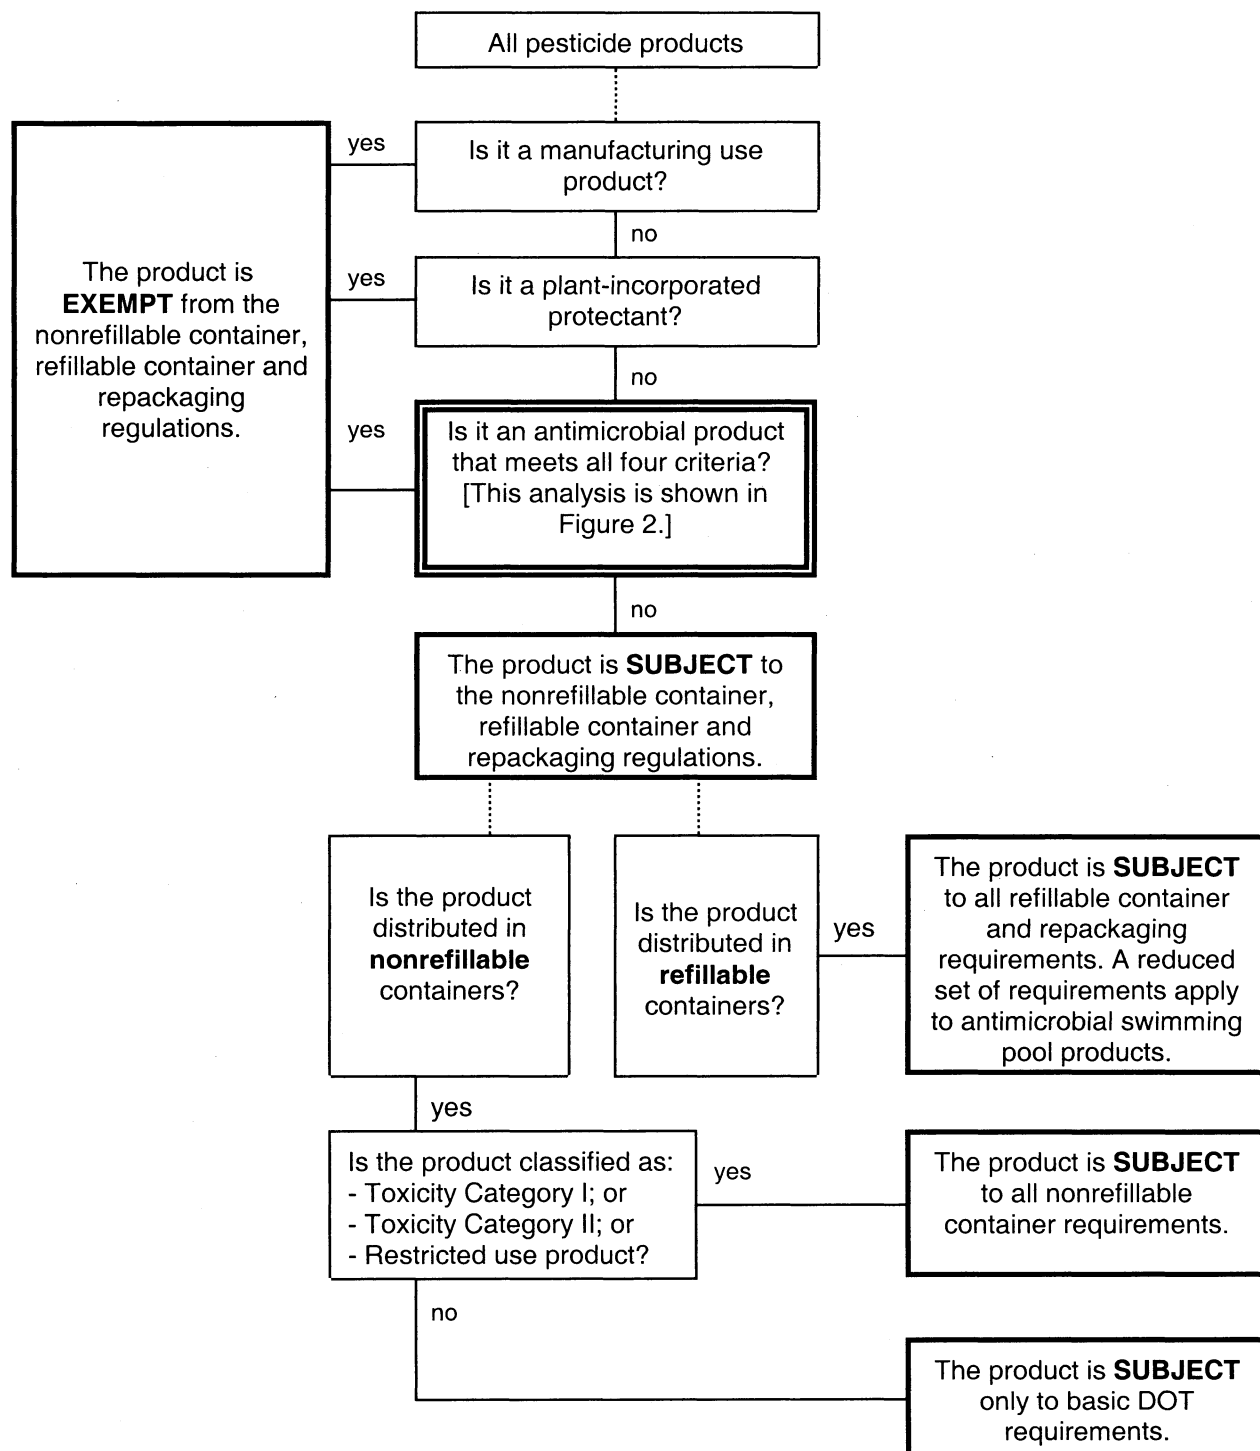 All pesticide products
yes
Is it a manufacturing use
product?
no
The product is
EXEMPT from the
nonrefillable container,
refillable container and
repackaging
regulations.
yes
Is it a plant-incorporated
protectant?
no
yes
Is it an antimicrobial product
that meets all four criteria?
[This analysis is shown in
Figure 2.]
no
The product is SUBJECT to
the nonrefillable container,
refillable container and
repackaging regulations.
Is the product
distributed in
nonrefillable
containers?
Is the product
distributed in
refillable
containers?
yes
The product is SUBJECT
to all refillable container
and repackaging
requirements. A reduced
set of requirements apply
to antimicrobial swimming
pool products.
yes
Is the product classified as:
- Toxicity Category I; or
- Toxicity Category II; or
- Restricted use product?
yes
The product is SUBJECT
to all nonrefillable
container requirements.
no
The product is SUBJECT
only to basic DOT
requirements.